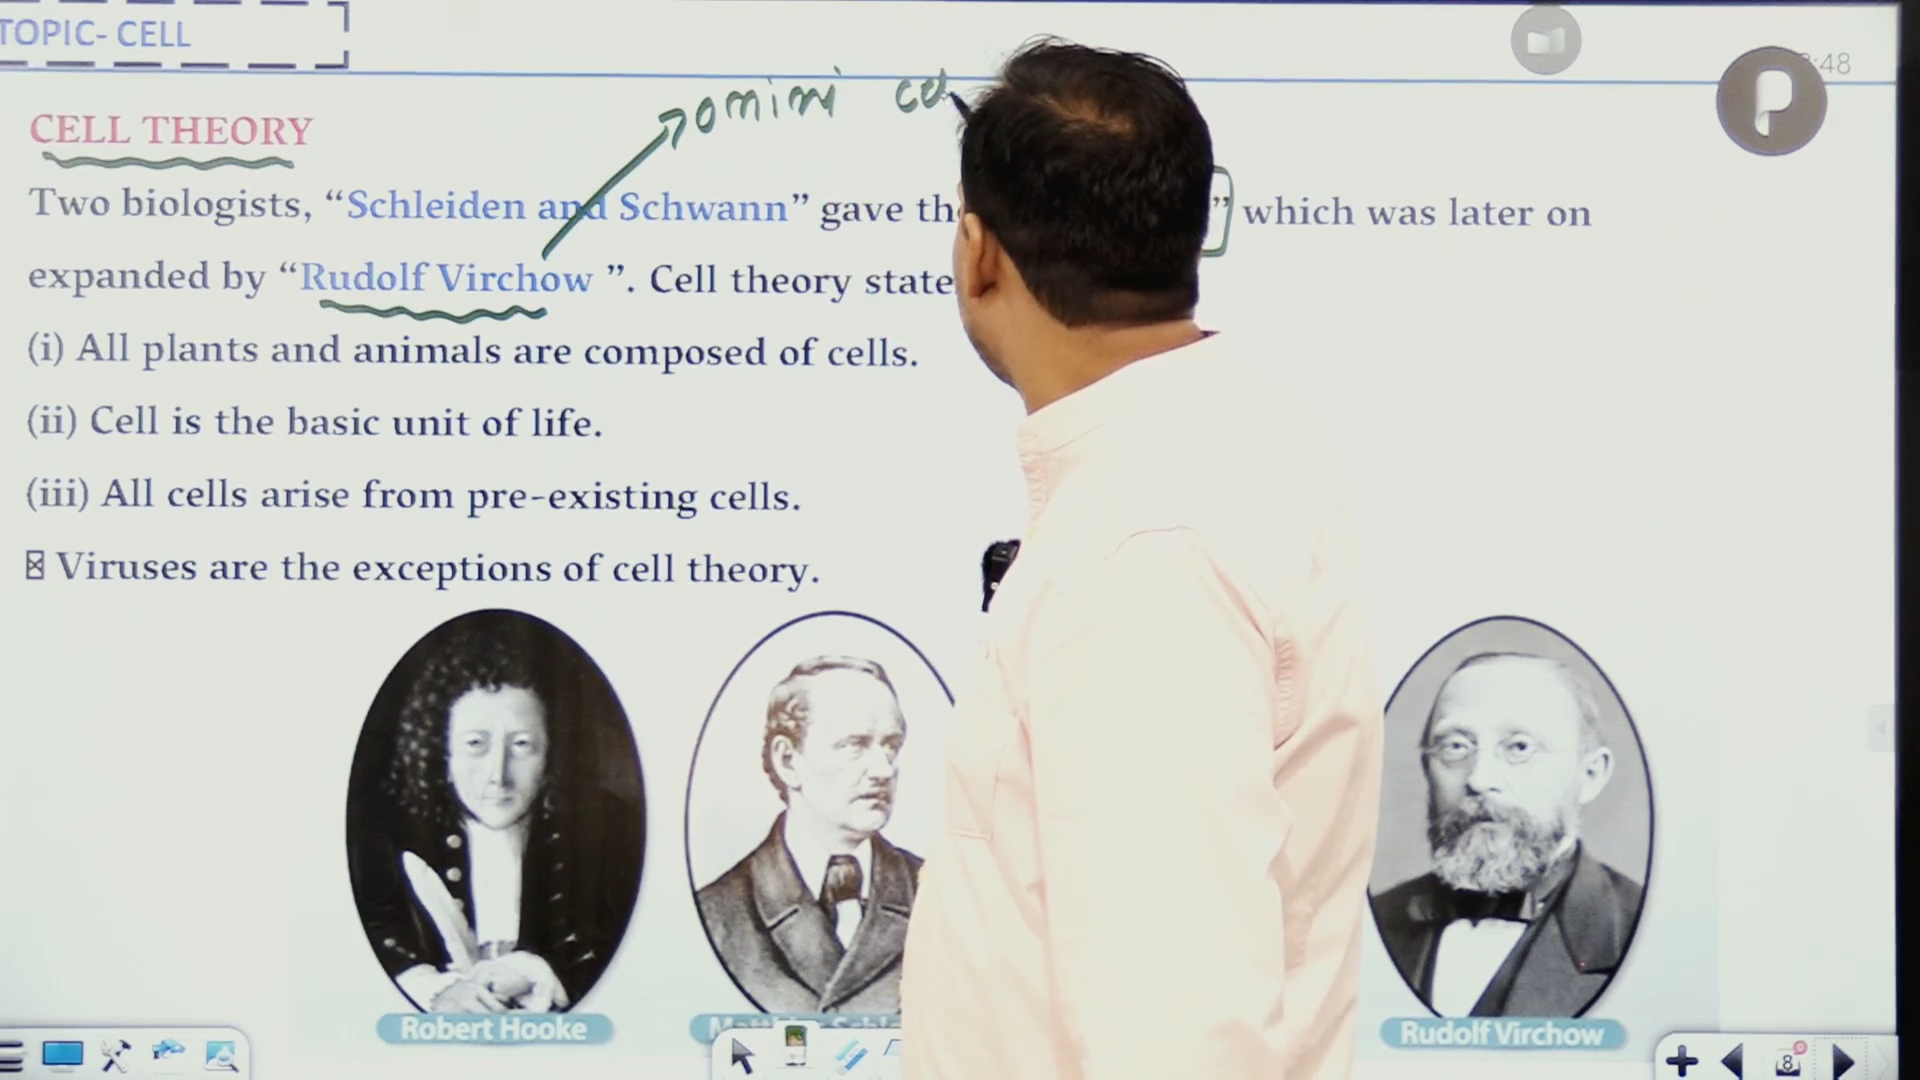 TOPIC- CELL
:48
P
omini cel
CELL THEORY
Two biologists, “Schleiden and Schwann” gave ” which was later on
expanded by “Rudolf Virchow ”. Cell theory state
(i) All plants and animals are composed of cells.
(ii) Cell is the basic unit of life.
(iii) All cells arise from pre-existing cells.
Viruses are the exceptions of cell theory.
Robert Hooke
Rudolf Virchow
8